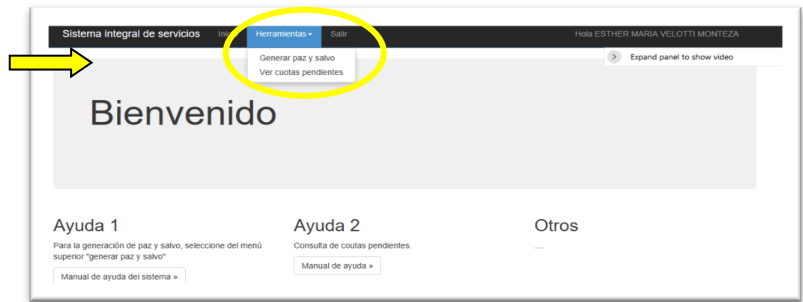 Sistema integral de servicios Ini Herramientas Salir Hola ESTHER MARIA VELOTTI MONTEZA
Generar paz y salvo
Ver cuotas pendientes
Expand panel to show video
Bienvenido
Ayuda 1
Para la generación de paz y salvo, seleccione del menú
superior "generar paz y salvo"
Manual de ayuda del sistema »
Ayuda 2
Consulta de coutas pendientes.
Manual de ayuda »
Otros
....